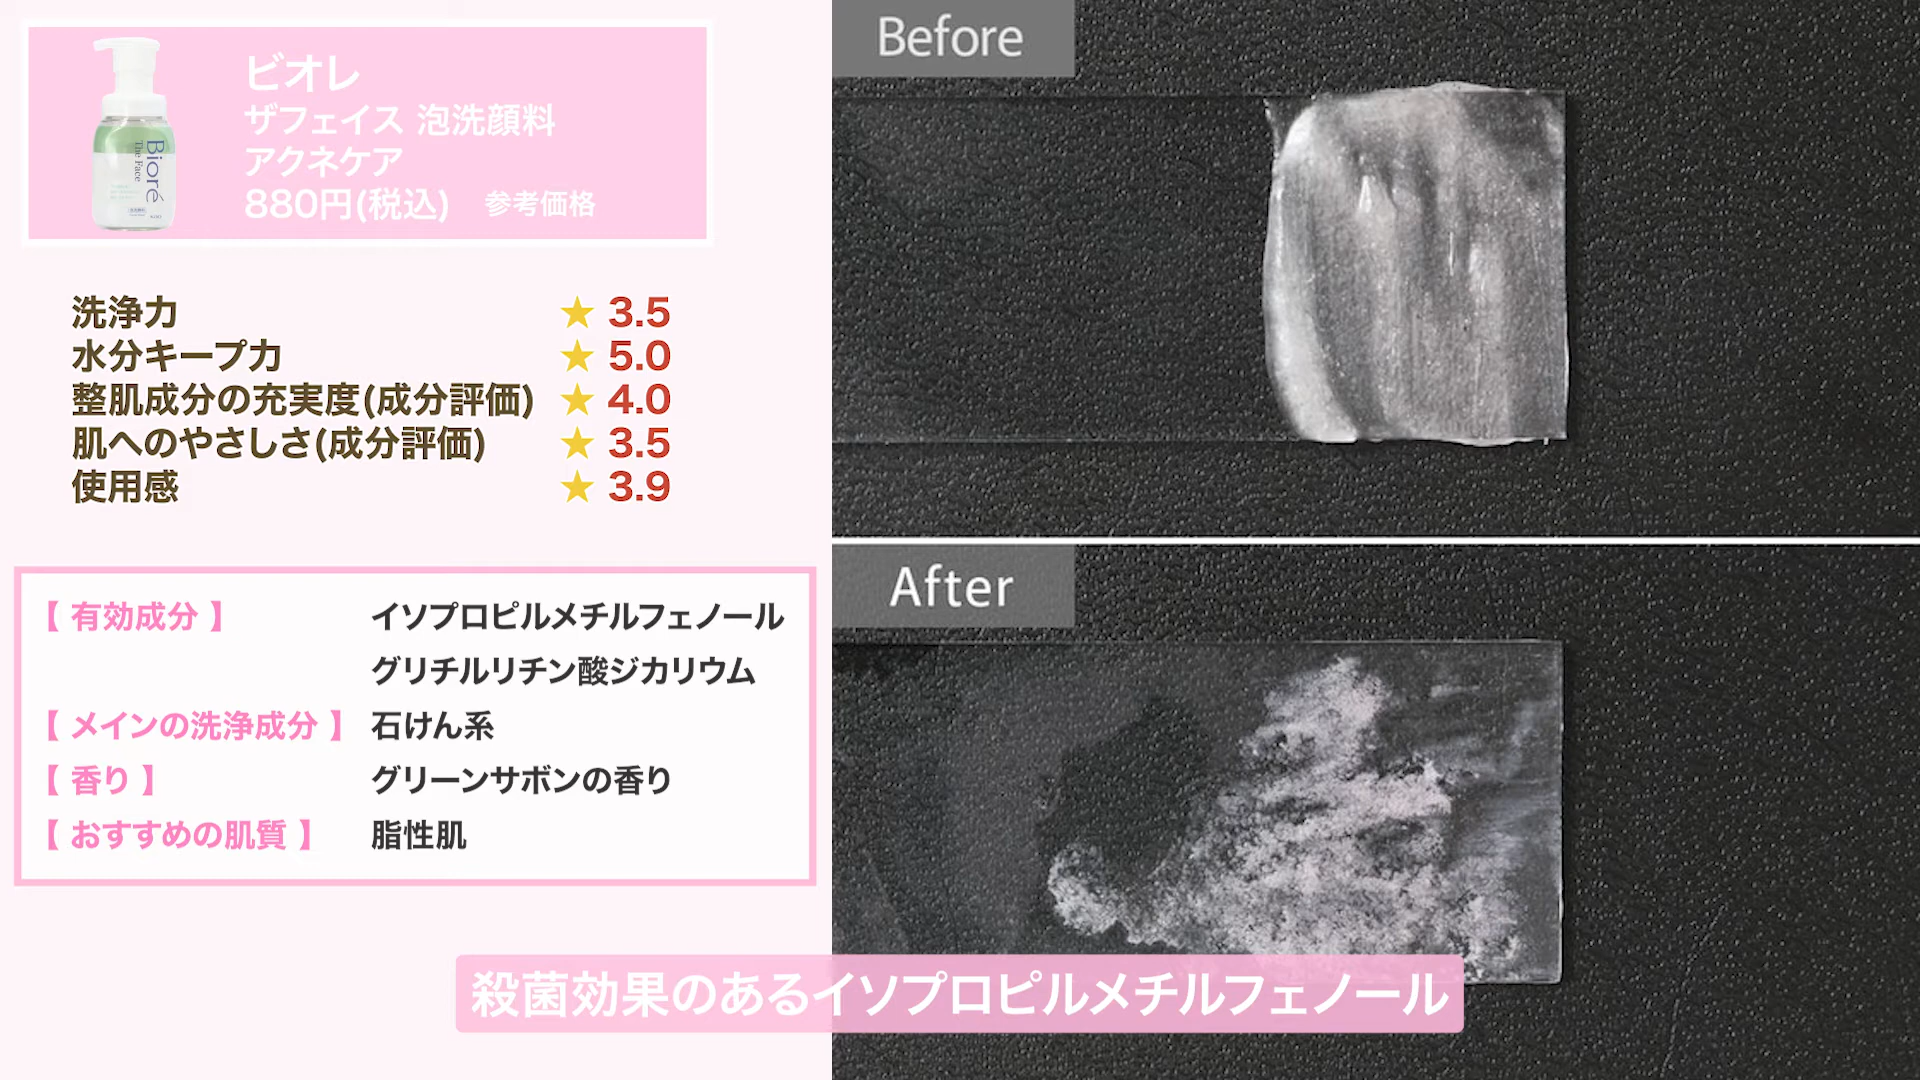 ビオレ
ザフェイス 泡洗顔料
アクネケア
880円(税込) 参考価格
Bioré
The Face
洗浄力 ★ 3.5
水分キープ力 ★ 5.0
整肌成分の充実度(成分評価) ★ 4.0
肌へのやさしさ(成分評価) ★ 3.5
使用感 ★ 3.9
【 有効成分 】 イソプロピルメチルフェノール
グリチルリチン酸ジカリウム
【 メインの洗浄成分 】 石けん系
【 香り 】 グリーンサボンの香り
【 おすすめの肌質 】 脂性肌
Before
After
殺菌効果のあるイソプロピルメチルフェノール